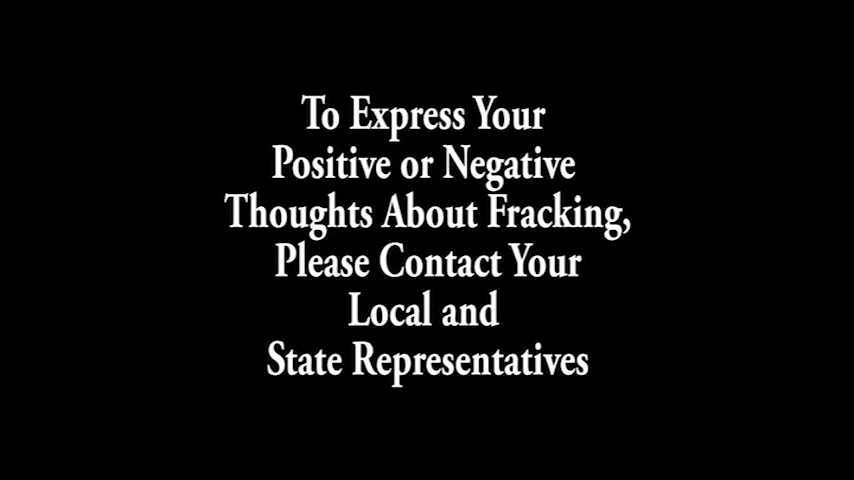 To Express Your
Positive or Negative
Thoughts About Fracking,
Please Contact Your
Local and
State Representatives